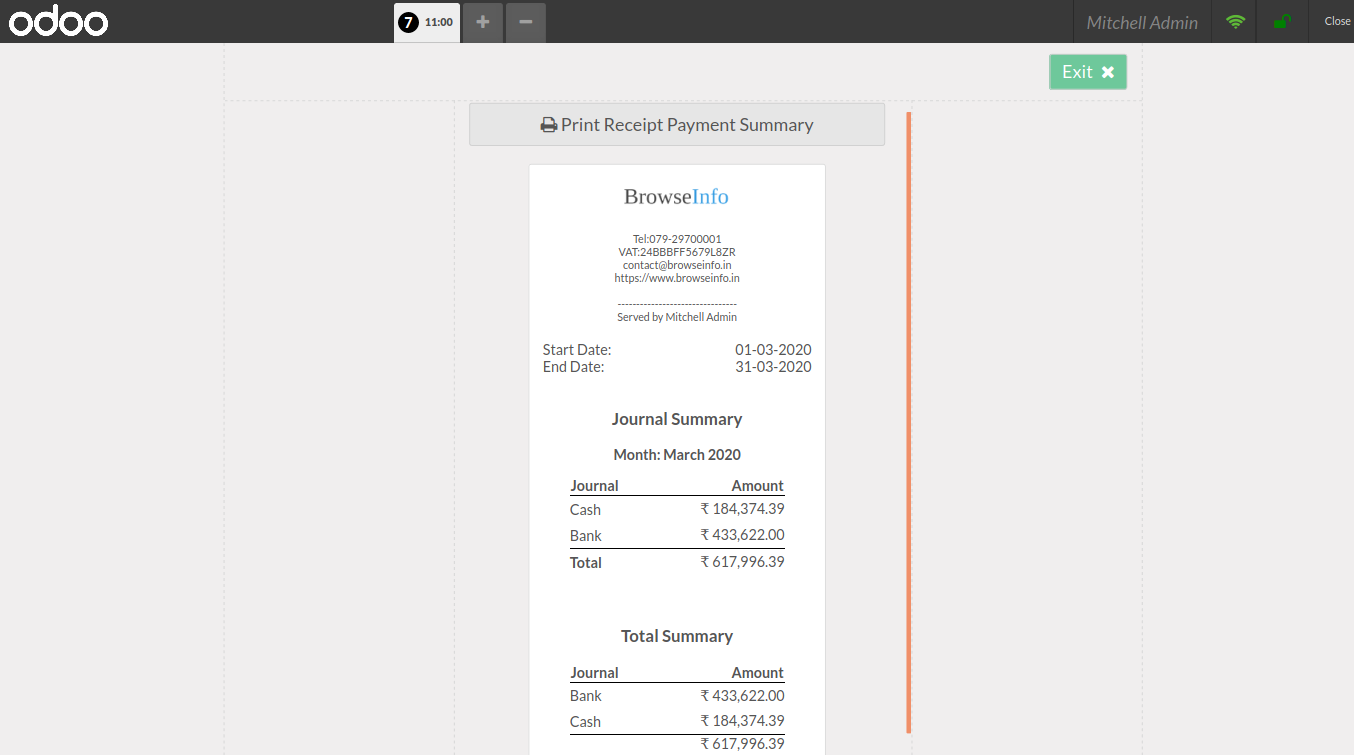 odoo
7 11:00
Mitchell Admin
Close
Exit
Print Receipt Payment Summary
BrowseInfo
Tel:079-29700001
VAT:24BBBFF5679L8ZR
contact@browseinfo.in
https://www.browseinfo.in
--------------------------------
Served by Mitchell Admin
Start Date: 01-03-2020
End Date: 31-03-2020
Journal Summary
Month: March 2020
Journal Amount
Cash ₹ 184,374.39
Bank ₹ 433,622.00
Total ₹ 617,996.39
Total Summary
Journal Amount
Bank ₹ 433,622.00
Cash ₹ 184,374.39
₹ 617,996.39